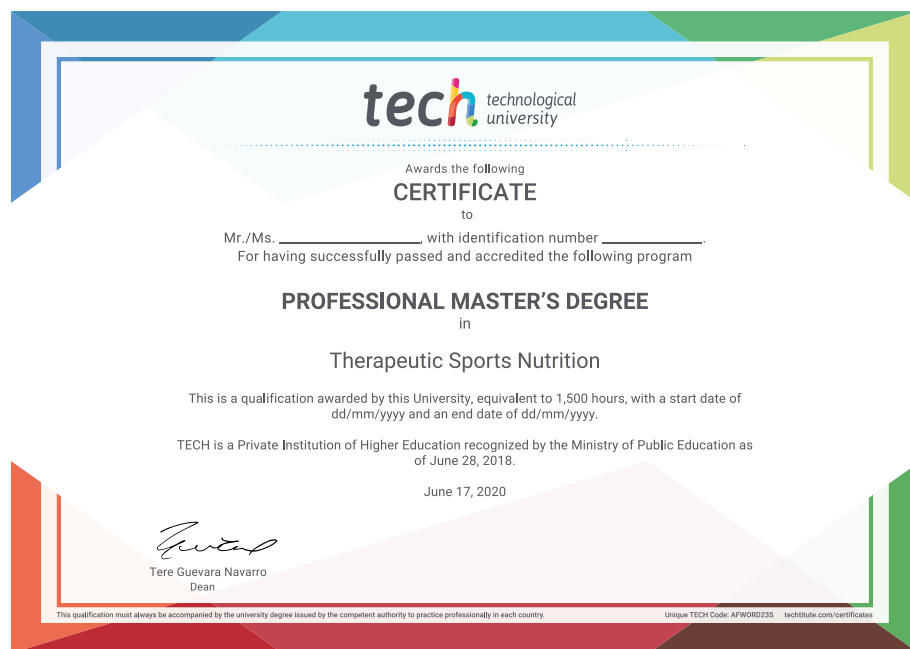 tech technological
university
Awards the following
CERTIFICATE
to
Mr./Ms. ____________________, with identification number ______________.
For having successfully passed and accredited the following program
PROFESSIONAL MASTER’S DEGREE
in
Therapeutic Sports Nutrition
This is a qualification awarded by this University, equivalent to 1,500 hours, with a start date of
dd/mm/yyyy and an end date of dd/mm/yyyy.
TECH is a Private Institution of Higher Education recognized by the Ministry of Public Education as
of June 28, 2018.
June 17, 2020
Tere Guevara Navarro
Dean
This qualification must always be accompanied by the university degree issued by the competent authority to practice professionally in each country.
Unique TECH Code: AFWORD23S techtitute.com/certificates